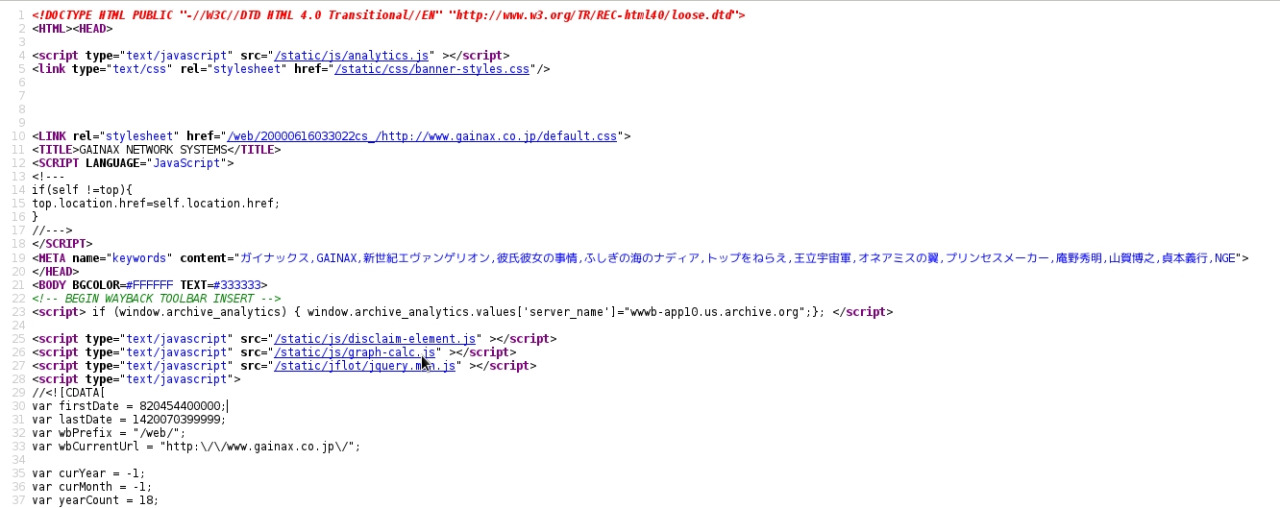 1 <!DOCTYPE HTML PUBLIC "-//W3C//DTD HTML 4.0 Transitional//EN" "http://www.w3.org/TR/REC-html40/loose.dtd">
2 <HTML><HEAD>
3
4 <script type="text/javascript" src="/static/js/analytics.js" ></script>
5 <link type="text/css" rel="stylesheet" href="/static/css/banner-styles.css"/>
6
7
8
9
10 <LINK rel="stylesheet" href="/web/20000616033022cs_/http://www.gainax.co.jp/default.css">
11 <TITLE>GAINAX NETWORK SYSTEMS</TITLE>
12 <SCRIPT LANGUAGE="JavaScript">
13 <!---
14 if(self !=top){
15 top.location.href=self.location.href;
16 }
17 //--->
18 </SCRIPT>
19 <META name="keywords" content="ガイナックス,GAINAX,新世紀エヴァンゲリオン,彼氏彼女の事情,ふしぎの海のナディア,トップをねらえ,王立宇宙軍,オネアミスの翼,プリンセスメーカー,庵野秀明,山賀博之,貞本義行,NGE">
20 </HEAD>
21 <BODY BGCOLOR=#FFFFFF TEXT=#333333>
22 <!-- BEGIN WAYBACK TOOLBAR INSERT -->
23 <script> if (window.archive_analytics) { window.archive_analytics.values['server_name']="wwwb-app10.us.archive.org";}; </script>
24
25 <script type="text/javascript" src="/static/js/disclaim-element.js" ></script>
26 <script type="text/javascript" src="/static/js/graph-calc.js" ></script>
27 <script type="text/javascript" src="/static/jflot/jquery.min.js" ></script>
28 <script type="text/javascript">
29 //<![CDATA[
30 var firstDate = 820454400000;
31 var lastDate = 1420070399999;
32 var wbPrefix = "/web/";
33 var wbCurrentUrl = "http:\/\/www.gainax.co.jp\/";
34
35 var curYear = -1;
36 var curMonth = -1;
37 var yearCount = 18;